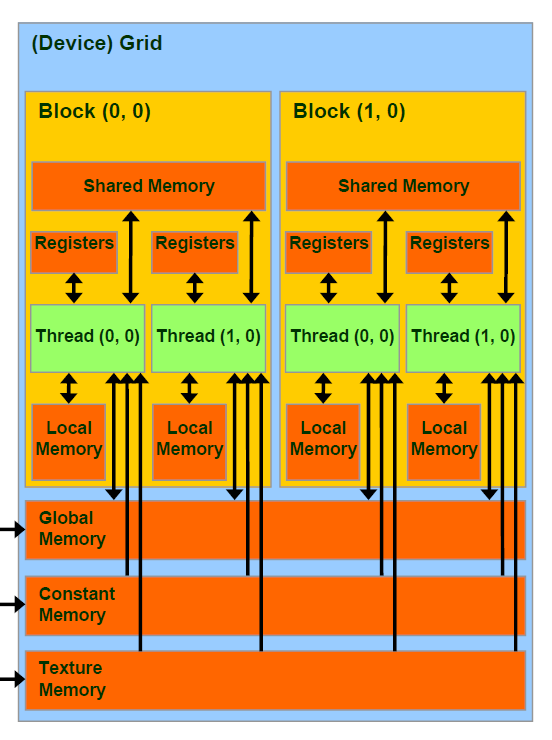 (Device) Grid
Block (0, 0)
Block (1, 0)
Shared Memory
Shared Memory
Registers
Registers
Registers
Registers
Thread (0, 0)
Thread (1, 0)
Thread (0, 0)
Thread (1, 0)
Local
Memory
Local
Memory
Local
Memory
Local
Memory
Global
Memory
Constant
Memory
Texture
Memory